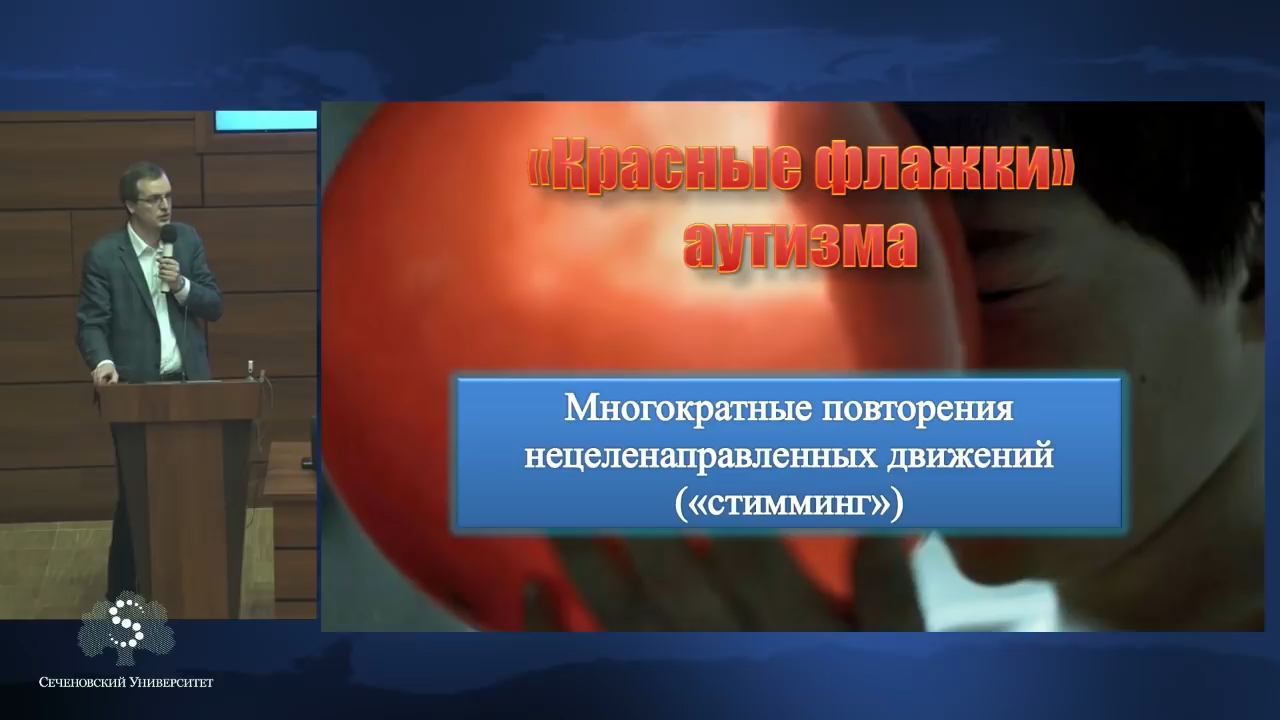 «Красные флажки»
аутизма
Многократные повторения
нецеленаправленных движений
(«стимминг»)
Сеченовский Университет